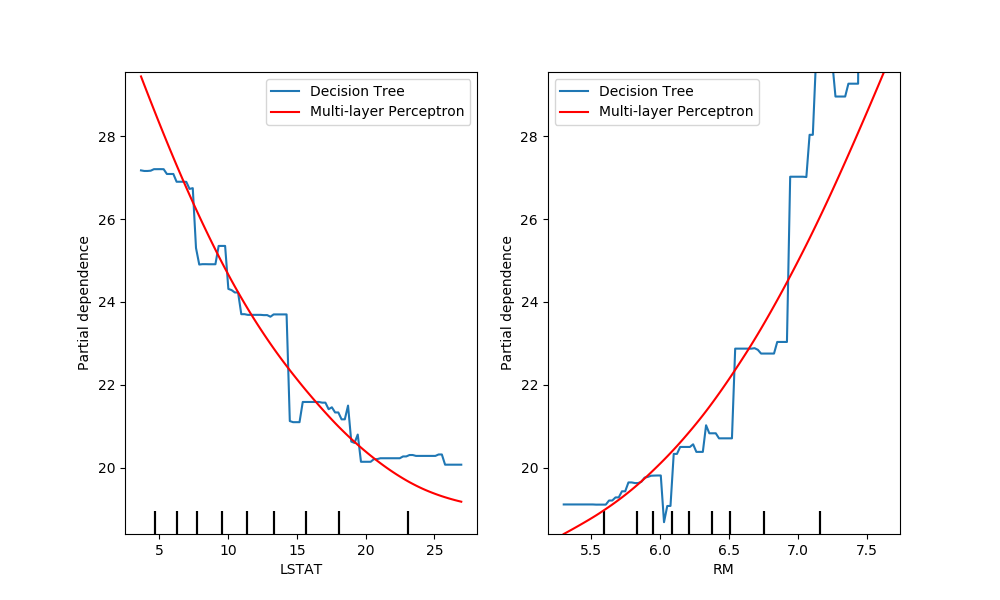 Decision Tree
Multi-layer Perceptron
Partial dependence
28
26
24
22
20
5 10 15 20 25
LSTAT
Decision Tree
Multi-layer Perceptron
Partial dependence
28
26
24
22
20
5.5 6.0 6.5 7.0 7.5
RM